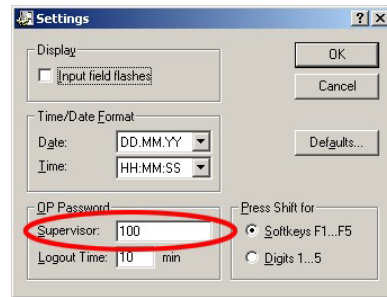 Settings
Display
Input field flashes
OK
Cancel
Time/Date Format
Date: DD.MM.YY
Time: HH:MM:SS
Defaults...
OP Password
Supervisor: 100
Logout Time: 10 min
Press Shift for
Softkeys F1...F5
Digits 1...5